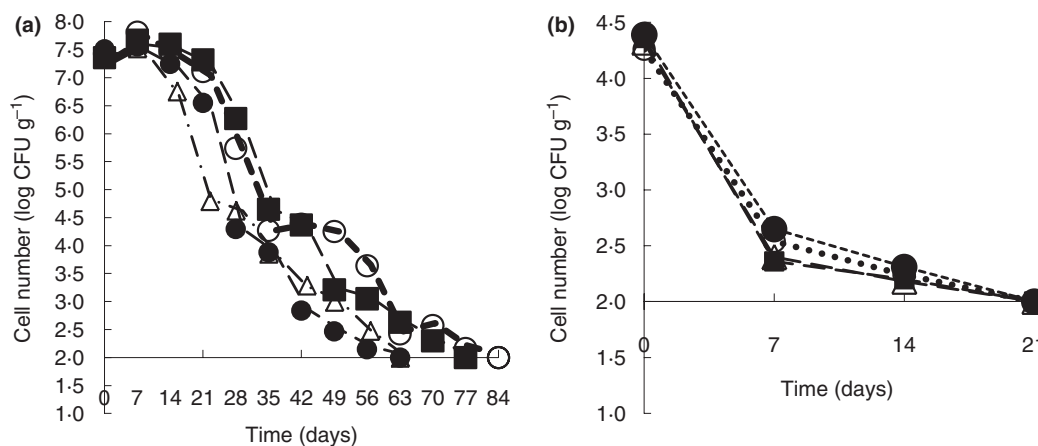 (a)
8·0
7·5
7·0
6·5
6·0
5·5
5·0
4·5
4·0
3·5
3·0
2·5
2·0
1·5
1·0
Cell number (log CFU g⁻¹)
0 7 14 21 28 35 42 49 56 63 70 77 84
Time (days)
(b)
4·5
4·0
3·5
3·0
2·5
2·0
1·5
1·0
Cell number (log CFU g⁻¹)
0 7 14 21
Time (days)